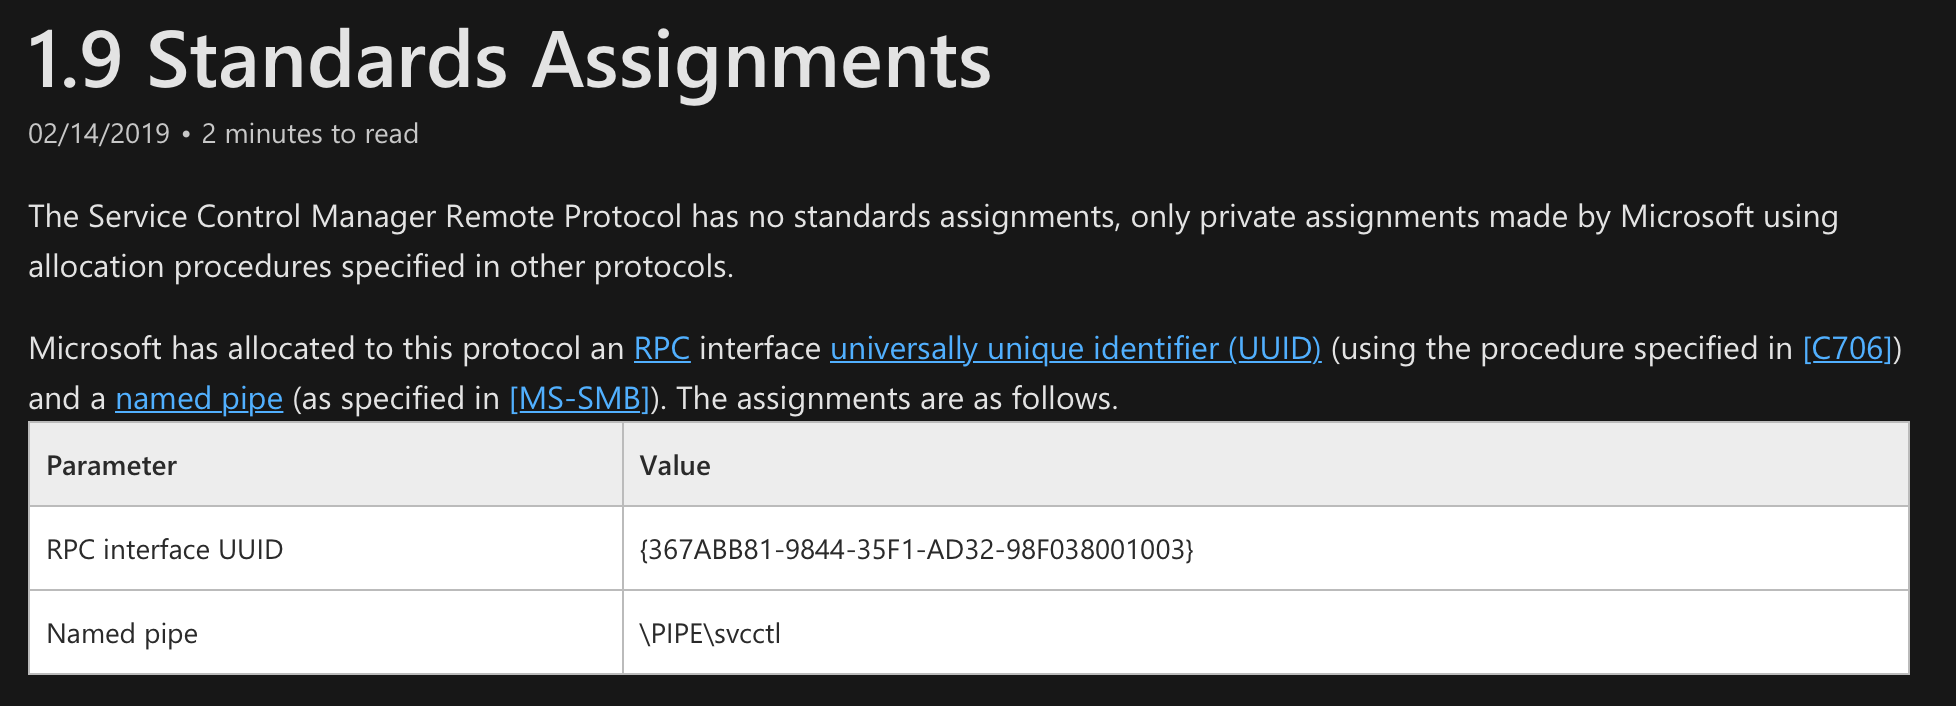 1.9 Standards Assignments
02/14/2019 • 2 minutes to read
The Service Control Manager Remote Protocol has no standards assignments, only private assignments made by Microsoft using
allocation procedures specified in other protocols.
Microsoft has allocated to this protocol an RPC interface universally unique identifier (UUID) (using the procedure specified in [C706])
and a named pipe (as specified in [MS-SMB]). The assignments are as follows.
Parameter Value
RPC interface UUID {367ABB81-9844-35F1-AD32-98F038001003}
Named pipe \PIPE\svcctl